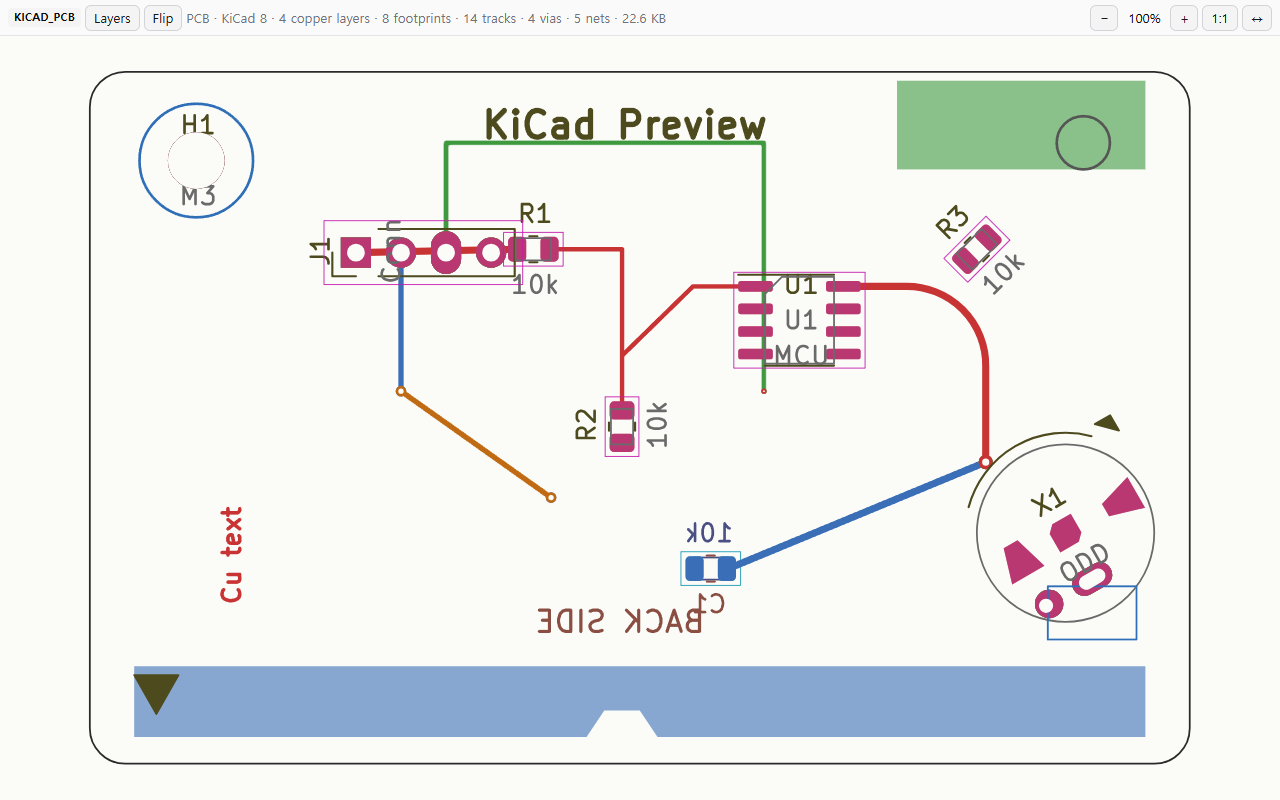 KICAD_PCB Layers Flip PCB · KiCad 8 · 4 copper layers · 8 footprints · 14 tracks · 4 vias · 5 nets · 22.6 KB − 100% + 1:1 ↔
KiCad Preview
H1
M3
J1
R1
10k
R3
10k
U1
U1
MCU
R2
10k
X1
ODD
Cu text
10k
C1
BACK SIDE